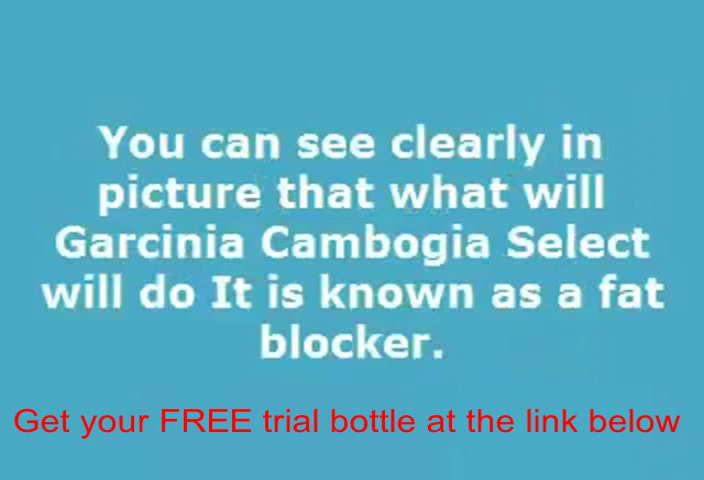 You can see clearly in
picture that what will
Garcinia Cambogia Select
will do It is known as a fat
blocker.
Get your FREE trial bottle at the link below